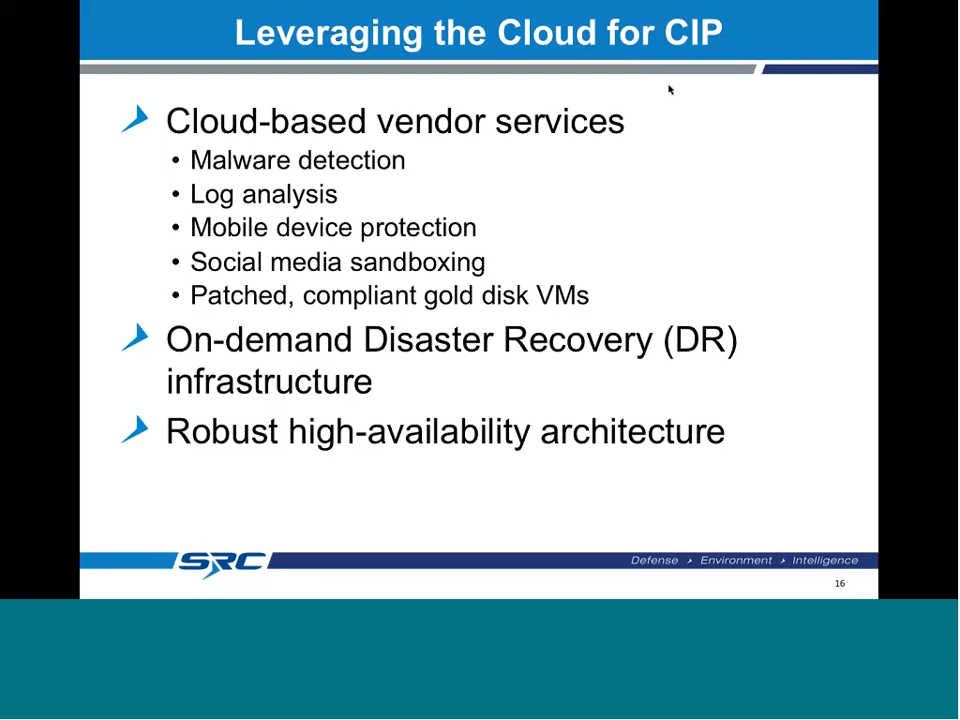 Leveraging the Cloud for CIP
Cloud-based vendor services
• Malware detection
• Log analysis
• Mobile device protection
• Social media sandboxing
• Patched, compliant gold disk VMs
On-demand Disaster Recovery (DR)
infrastructure
Robust high-availability architecture
SRC
Defense Environment Intelligence
16